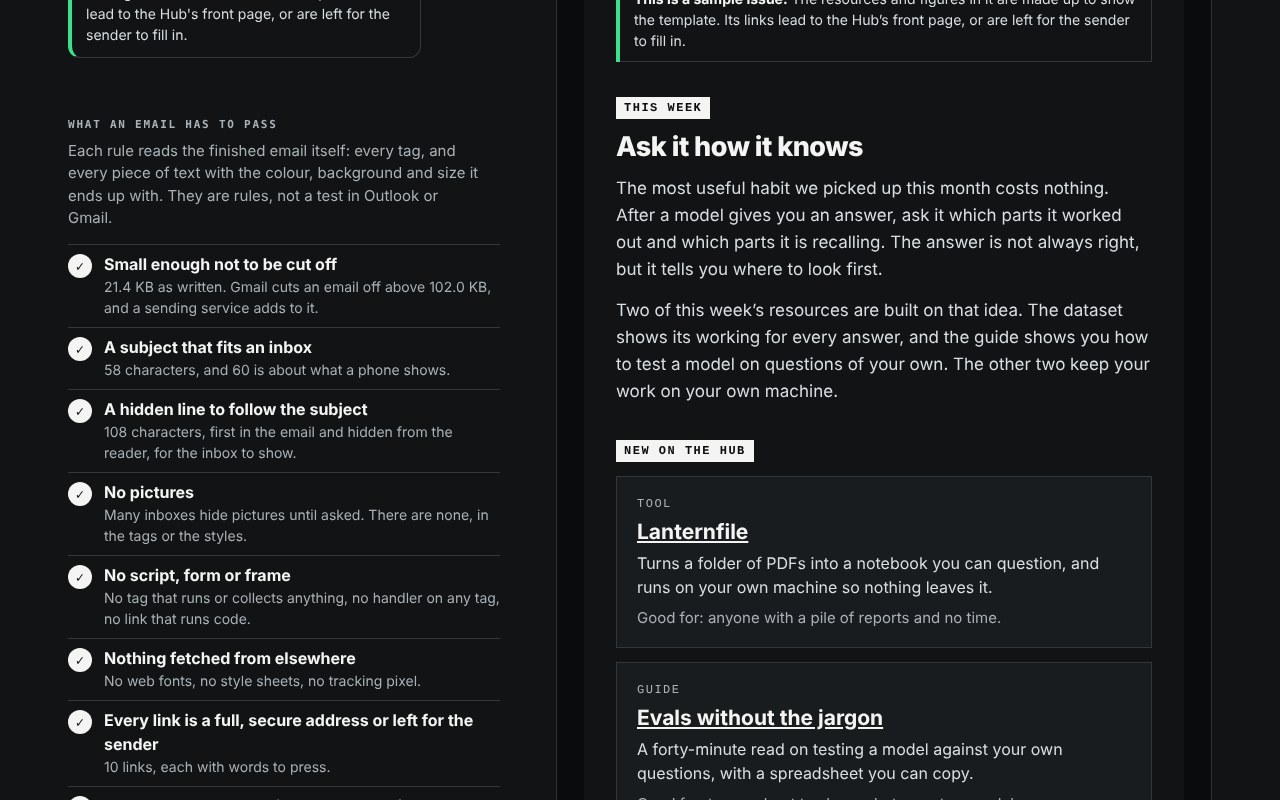 lead to the Hub's front page, or are left for the
sender to fill in.
WHAT AN EMAIL HAS TO PASS
Each rule reads the finished email itself: every tag, and
every piece of text with the colour, background and size it
ends up with. They are rules, not a test in Outlook or
Gmail.
✓ Small enough not to be cut off
21.4 KB as written. Gmail cuts an email off above 102.0 KB,
and a sending service adds to it.
✓ A subject that fits an inbox
58 characters, and 60 is about what a phone shows.
✓ A hidden line to follow the subject
108 characters, first in the email and hidden from the
reader, for the inbox to show.
✓ No pictures
Many inboxes hide pictures until asked. There are none, in
the tags or the styles.
✓ No script, form or frame
No tag that runs or collects anything, no handler on any tag,
no link that runs code.
✓ Nothing fetched from elsewhere
No web fonts, no style sheets, no tracking pixel.
✓ Every link is a full, secure address or left for the
sender
10 links, each with words to press.
This is a sample issue. The resources and figures in it are made up to show
the template. Its links lead to the Hub’s front page, or are left for the sender
to fill in.
THIS WEEK
Ask it how it knows
The most useful habit we picked up this month costs nothing.
After a model gives you an answer, ask it which parts it worked
out and which parts it is recalling. The answer is not always right,
but it tells you where to look first.
Two of this week’s resources are built on that idea. The dataset
shows its working for every answer, and the guide shows you how
to test a model on questions of your own. The other two keep your
work on your own machine.
NEW ON THE HUB
TOOL
Lanternfile
Turns a folder of PDFs into a notebook you can question, and
runs on your own machine so nothing leaves it.
Good for: anyone with a pile of reports and no time.
GUIDE
Evals without the jargon
A forty-minute read on testing a model against your own
questions, with a spreadsheet you can copy.